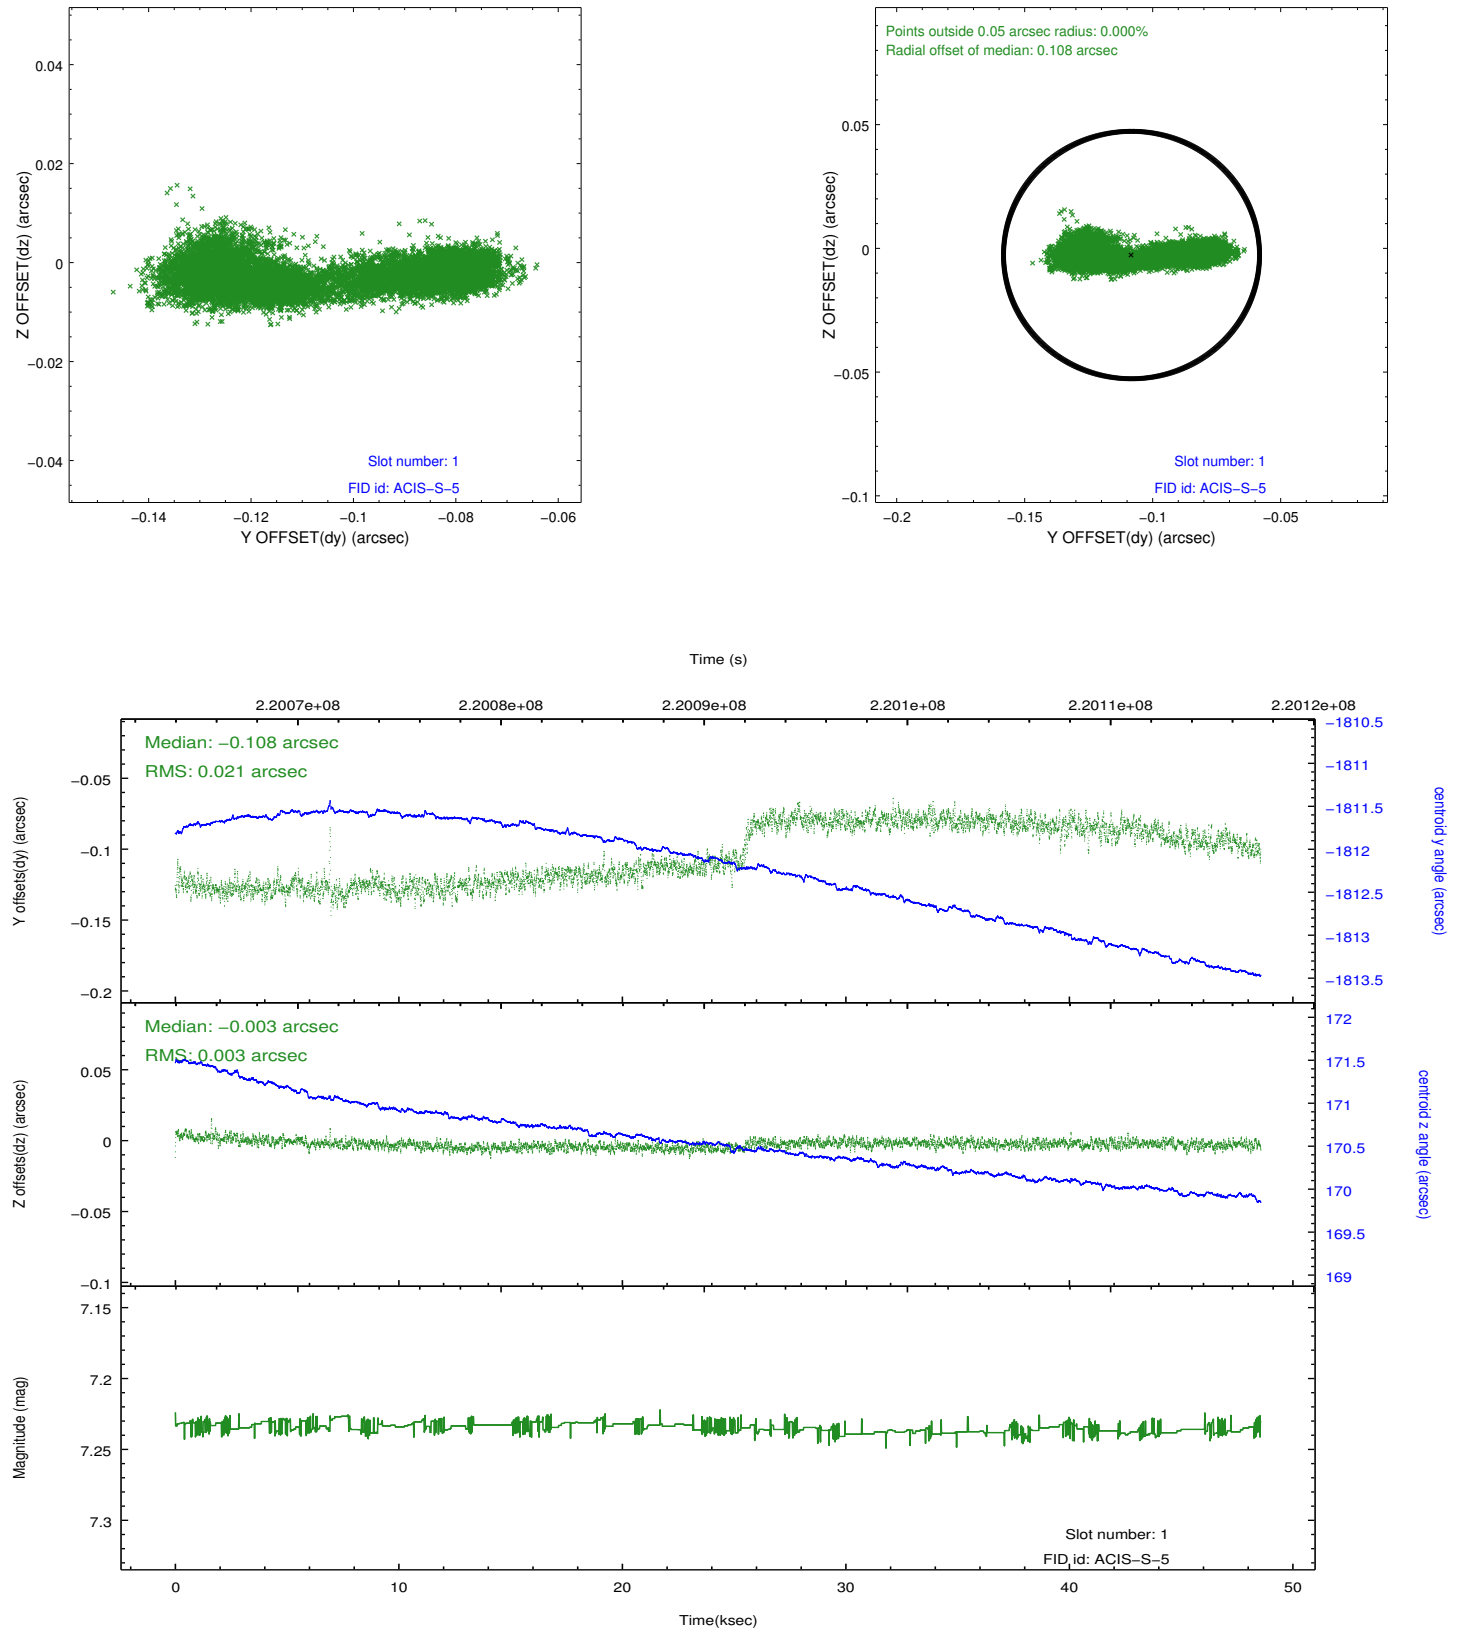 0.04
0.02
0
−0.02
−0.04
Z OFFSET(dz) (arcsec)
Slot number: 1
FID id: ACIS−S−5
−0.14 −0.12 −0.1 −0.08 −0.06
Y OFFSET(dy) (arcsec)
Points outside 0.05 arcsec radius: 0.000%
Radial offset of median: 0.108 arcsec
0.05
0
−0.05
−0.1
Z OFFSET(dz) (arcsec)
Slot number: 1
FID id: ACIS−S−5
−0.2 −0.15 −0.1 −0.05
Y OFFSET(dy) (arcsec)
Time (s)
2.2007e+08 2.2008e+08 2.2009e+08 2.201e+08 2.2011e+08 2.2012e+08
Median: −0.108 arcsec
RMS: 0.021 arcsec
−0.05
−0.1
−0.15
−0.2
Y offsets(dy) (arcsec)
−1810.5
−1811
−1811.5
−1812
−1812.5
−1813
−1813.5
centroid y angle (arcsec)
Median: −0.003 arcsec
RMS: 0.003 arcsec
0.05
0
−0.05
−0.1
Z offsets(dz) (arcsec)
172
171.5
171
170.5
170
169.5
169
centroid z angle (arcsec)
7.15
7.2
7.25
7.3
Magnitude (mag)
Slot number: 1
FID id: ACIS−S−5
0 10 20 30 40 50
Time(ksec)